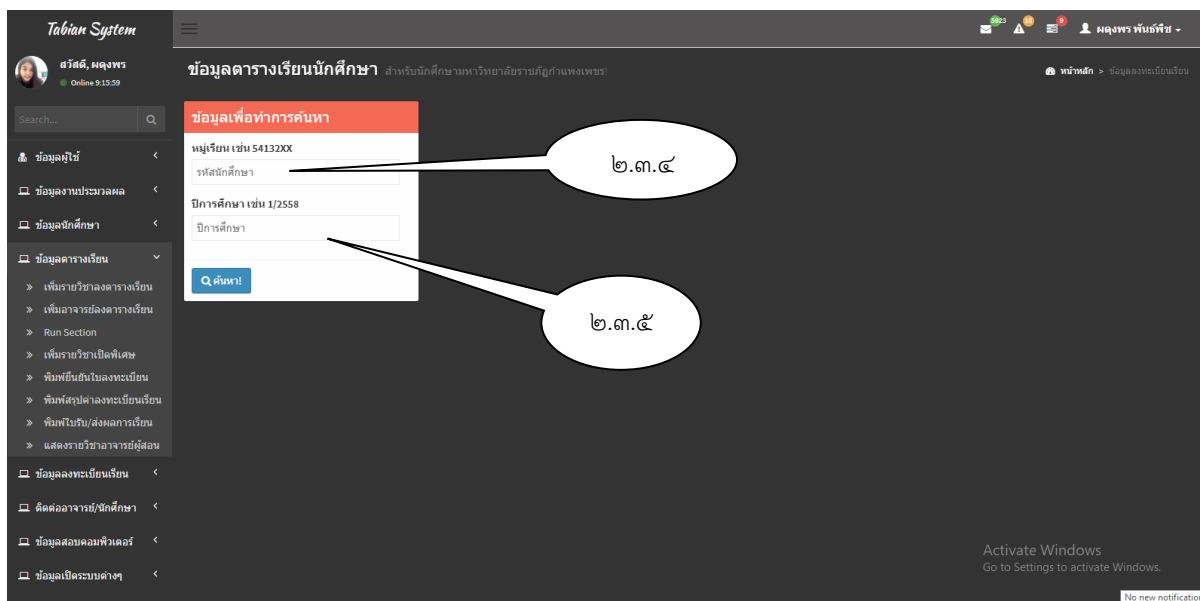 Tabian System
5923
10
9
ผดุงพร พันธ์พืช
สวัสดี, ผดุงพร
Online 9:15:59
ข้อมูลตารางเรียนนักศึกษา สำหรับนักศึกษามหาวิทยาลัยราชภัฏกำแพงเพชร!
หน้าหลัก > ข้อมูลลงทะเบียนเรียน
Search...
ข้อมูลผู้ใช้
ข้อมูลงานประมวลผล
ข้อมูลนักศึกษา
ข้อมูลตารางเรียน
เพิ่มรายวิชาลงตารางเรียน
เพิ่มอาจารย์ลงตารางเรียน
Run Section
เพิ่มรายวิชาเปิดพิเศษ
พิมพ์ยืนยันใบลงทะเบียน
พิมพ์สรุปค่าลงทะเบียนเรียน
พิมพ์ใบรับ/ส่งผลการเรียน
แสดงรายวิชาอาจารย์ผู้สอน
ข้อมูลลงทะเบียนเรียน
ติดต่ออาจารย์/นักศึกษา
ข้อมูลสอบคอมพิวเตอร์
ข้อมูลเปิดระบบต่างๆ
ข้อมูลเพื่อทำการค้นหา
หมู่เรียน เช่น 54132XX
รหัสนักศึกษา
ปีการศึกษา เช่น 1/2558
ปีการศึกษา
ค้นหา!
๒.๓.๔
๒.๓.๕
Activate Windows
Go to Settings to activate Windows.
No new notification